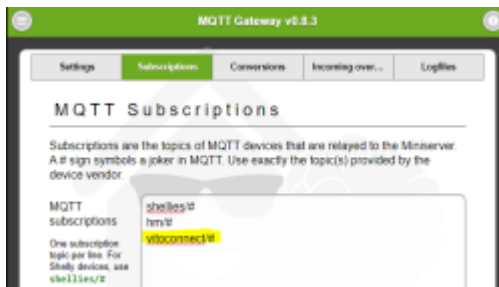 MQTT Gateway v0.8.3
Settings
Subscriptions
Conversions
Incoming over...
Logfiles
MQTT Subscriptions
Subscriptions are the topics of MQTT devices that are relayed to the Miniserver.
A # sign symbols a joker in MQTT. Use exactly the topic(s) provided by the
device vendor.
MQTT
subscriptions
One subscription
topic per line. For
Shelly devices, use
shellies/#
shellies/#
hm/#
vitoconnect/#